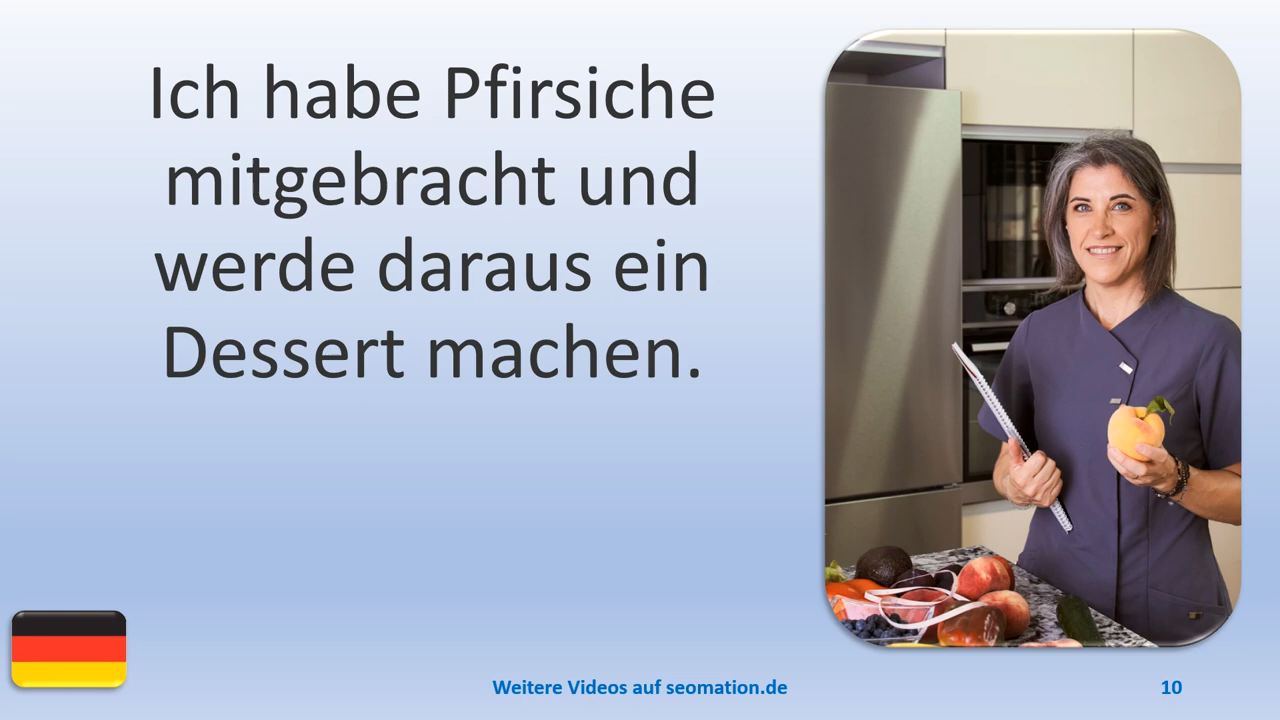 Ich habe Pfirsiche
mitgebracht und
werde daraus ein
Dessert machen.
Weitere Videos auf seomation.de
10